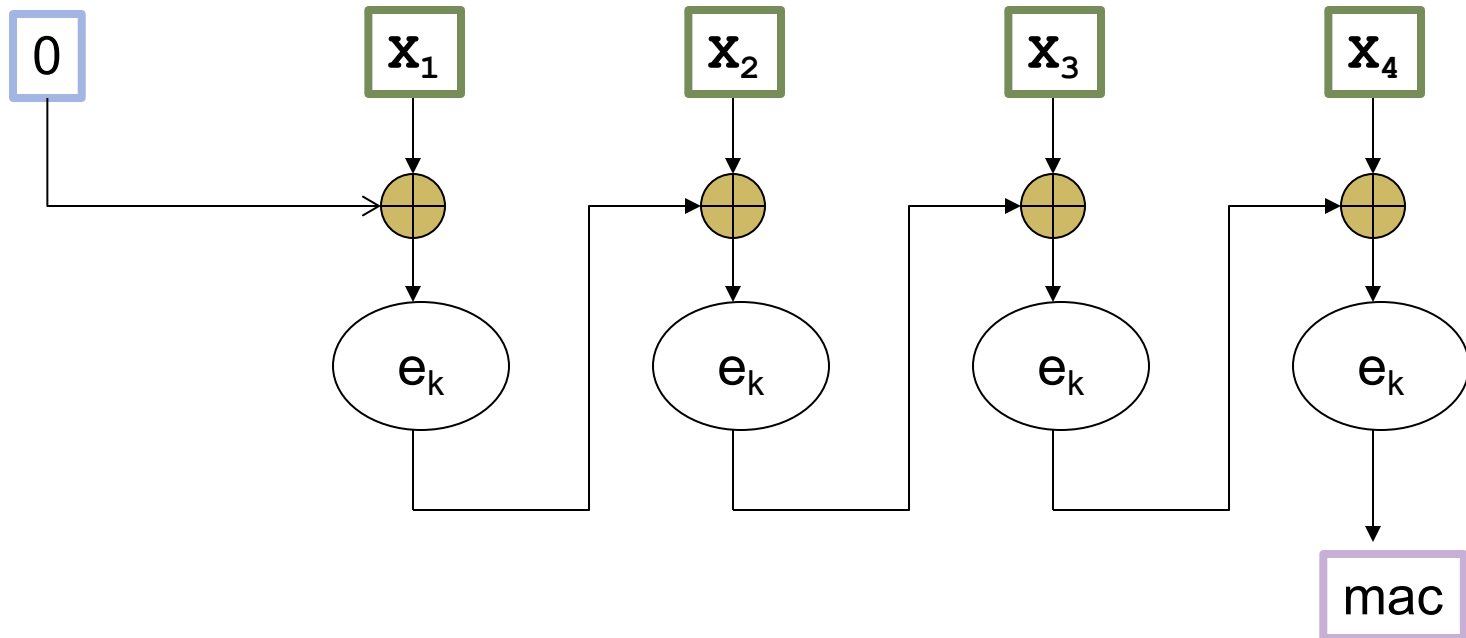 0 x₁ x₂ x₃ x₄
eₖ eₖ eₖ eₖ
mac